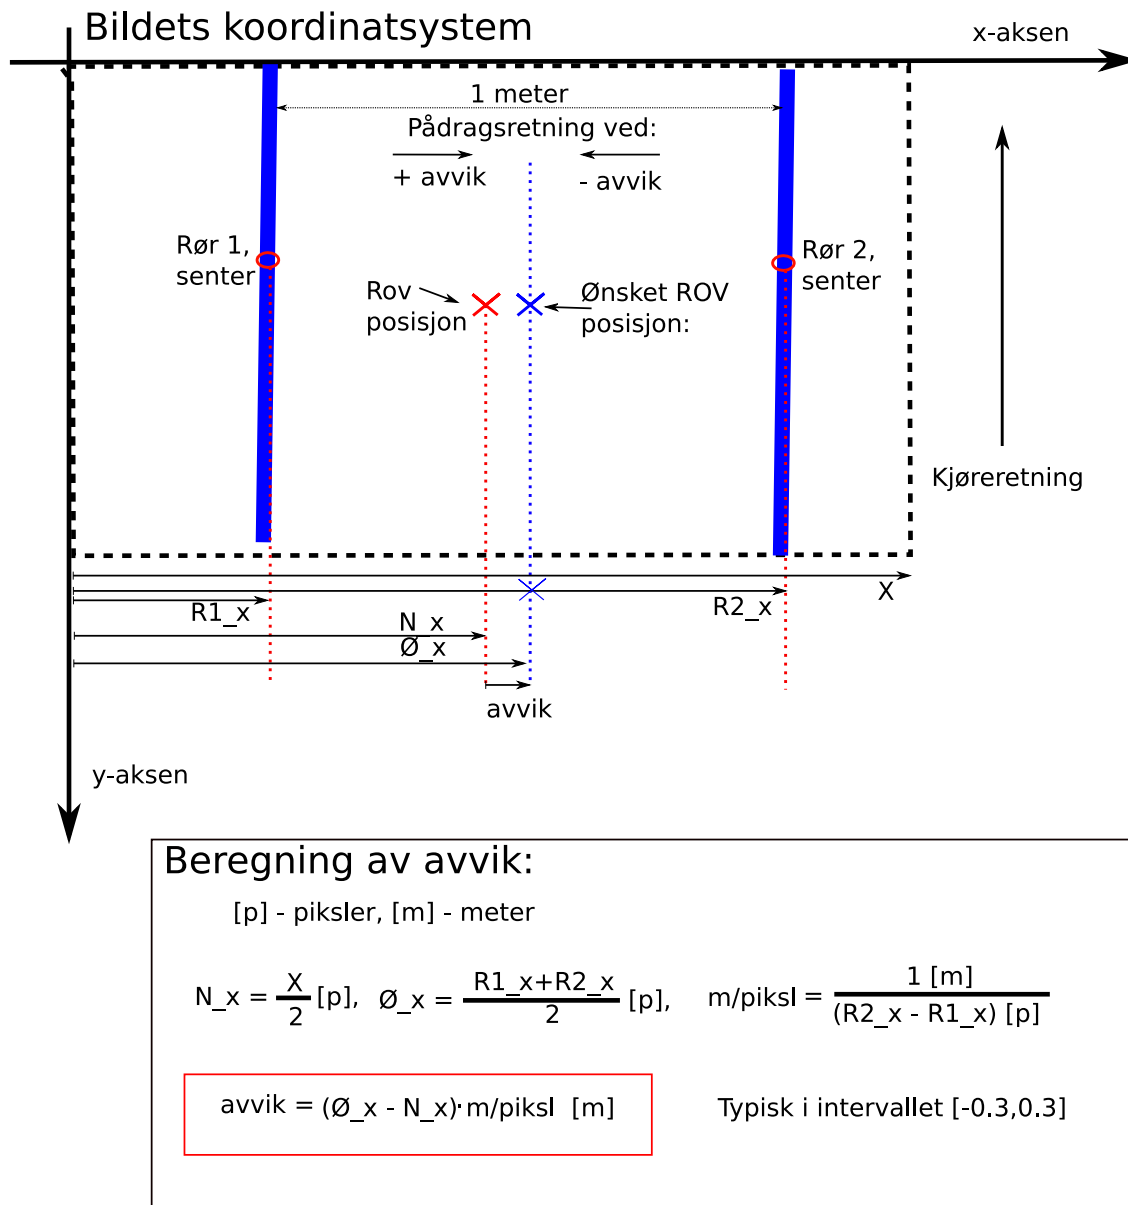 Bildets koordinatsystem
x-aksen
1 meter
Pådragsretning ved:
+ avvik
- avvik
Rør 1,
senter
Rør 2,
senter
Rov
posisjon
Ønsket ROV
posisjon:
Kjøreretning
X
R1_x
R2_x
N_x
Ø_x
avvik
y-aksen
Beregning av avvik:
[p] - piksler, [m] - meter
N_x = X/2 [p], Ø_x = R1_x+R2_x/2 [p], m/piksl = 1 [m]/(R2_x - R1_x) [p]
avvik = (Ø_x - N_x)·m/piksl [m]
Typisk i intervallet [-0.3,0.3]